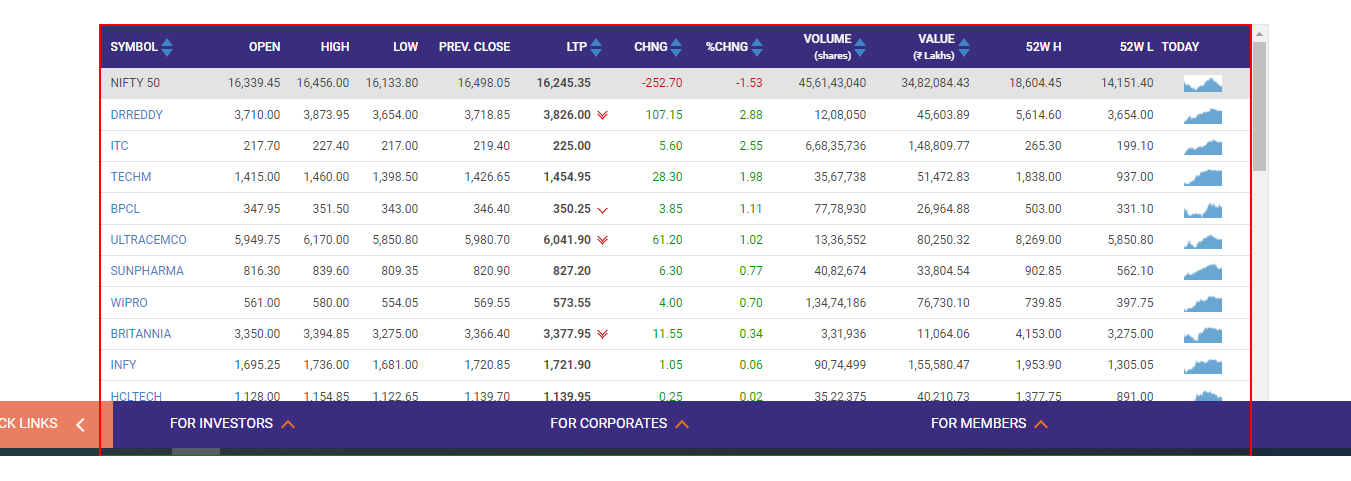 SYMBOL OPEN HIGH LOW PREV. CLOSE LTP CHNG %CHNG VOLUME (shares) VALUE (₹ Lakhs) 52W H 52W L TODAY
NIFTY 50 16,339.45 16,456.00 16,133.80 16,498.05 16,245.35 -252.70 -1.53 45,61,43,040 34,82,084.43 18,604.45 14,151.40
DRREDDY 3,710.00 3,873.95 3,654.00 3,718.85 3,826.00 107.15 2.88 12,08,050 45,603.89 5,614.60 3,654.00
ITC 217.70 227.40 217.00 219.40 225.00 5.60 2.55 6,68,35,736 1,48,809.77 265.30 199.10
TECHM 1,415.00 1,460.00 1,398.50 1,426.65 1,454.95 28.30 1.98 35,67,738 51,472.83 1,838.00 937.00
BPCL 347.95 351.50 343.00 346.40 350.25 3.85 1.11 77,78,930 26,964.88 503.00 331.10
ULTRACEMCO 5,949.75 6,170.00 5,850.80 5,980.70 6,041.90 61.20 1.02 13,36,552 80,250.32 8,269.00 5,850.80
SUNPHARMA 816.30 839.60 809.35 820.90 827.20 6.30 0.77 40,82,674 33,804.54 902.85 562.10
WIPRO 561.00 580.00 554.05 569.55 573.55 4.00 0.70 1,34,74,186 76,730.10 739.85 397.75
BRITANNIA 3,350.00 3,394.85 3,275.00 3,366.40 3,377.95 11.55 0.34 3,31,936 11,064.06 4,153.00 3,275.00
INFY 1,695.25 1,736.00 1,681.00 1,720.85 1,721.90 1.05 0.06 90,74,499 1,55,580.47 1,953.90 1,305.05
HCLTECH 1,128.00 1,154.85 1,122.65 1,139.70 1,139.95 0.25 0.02 35,22,375 40,210.73 1,377.75 891.00
CK LINKS FOR INVESTORS FOR CORPORATES FOR MEMBERS